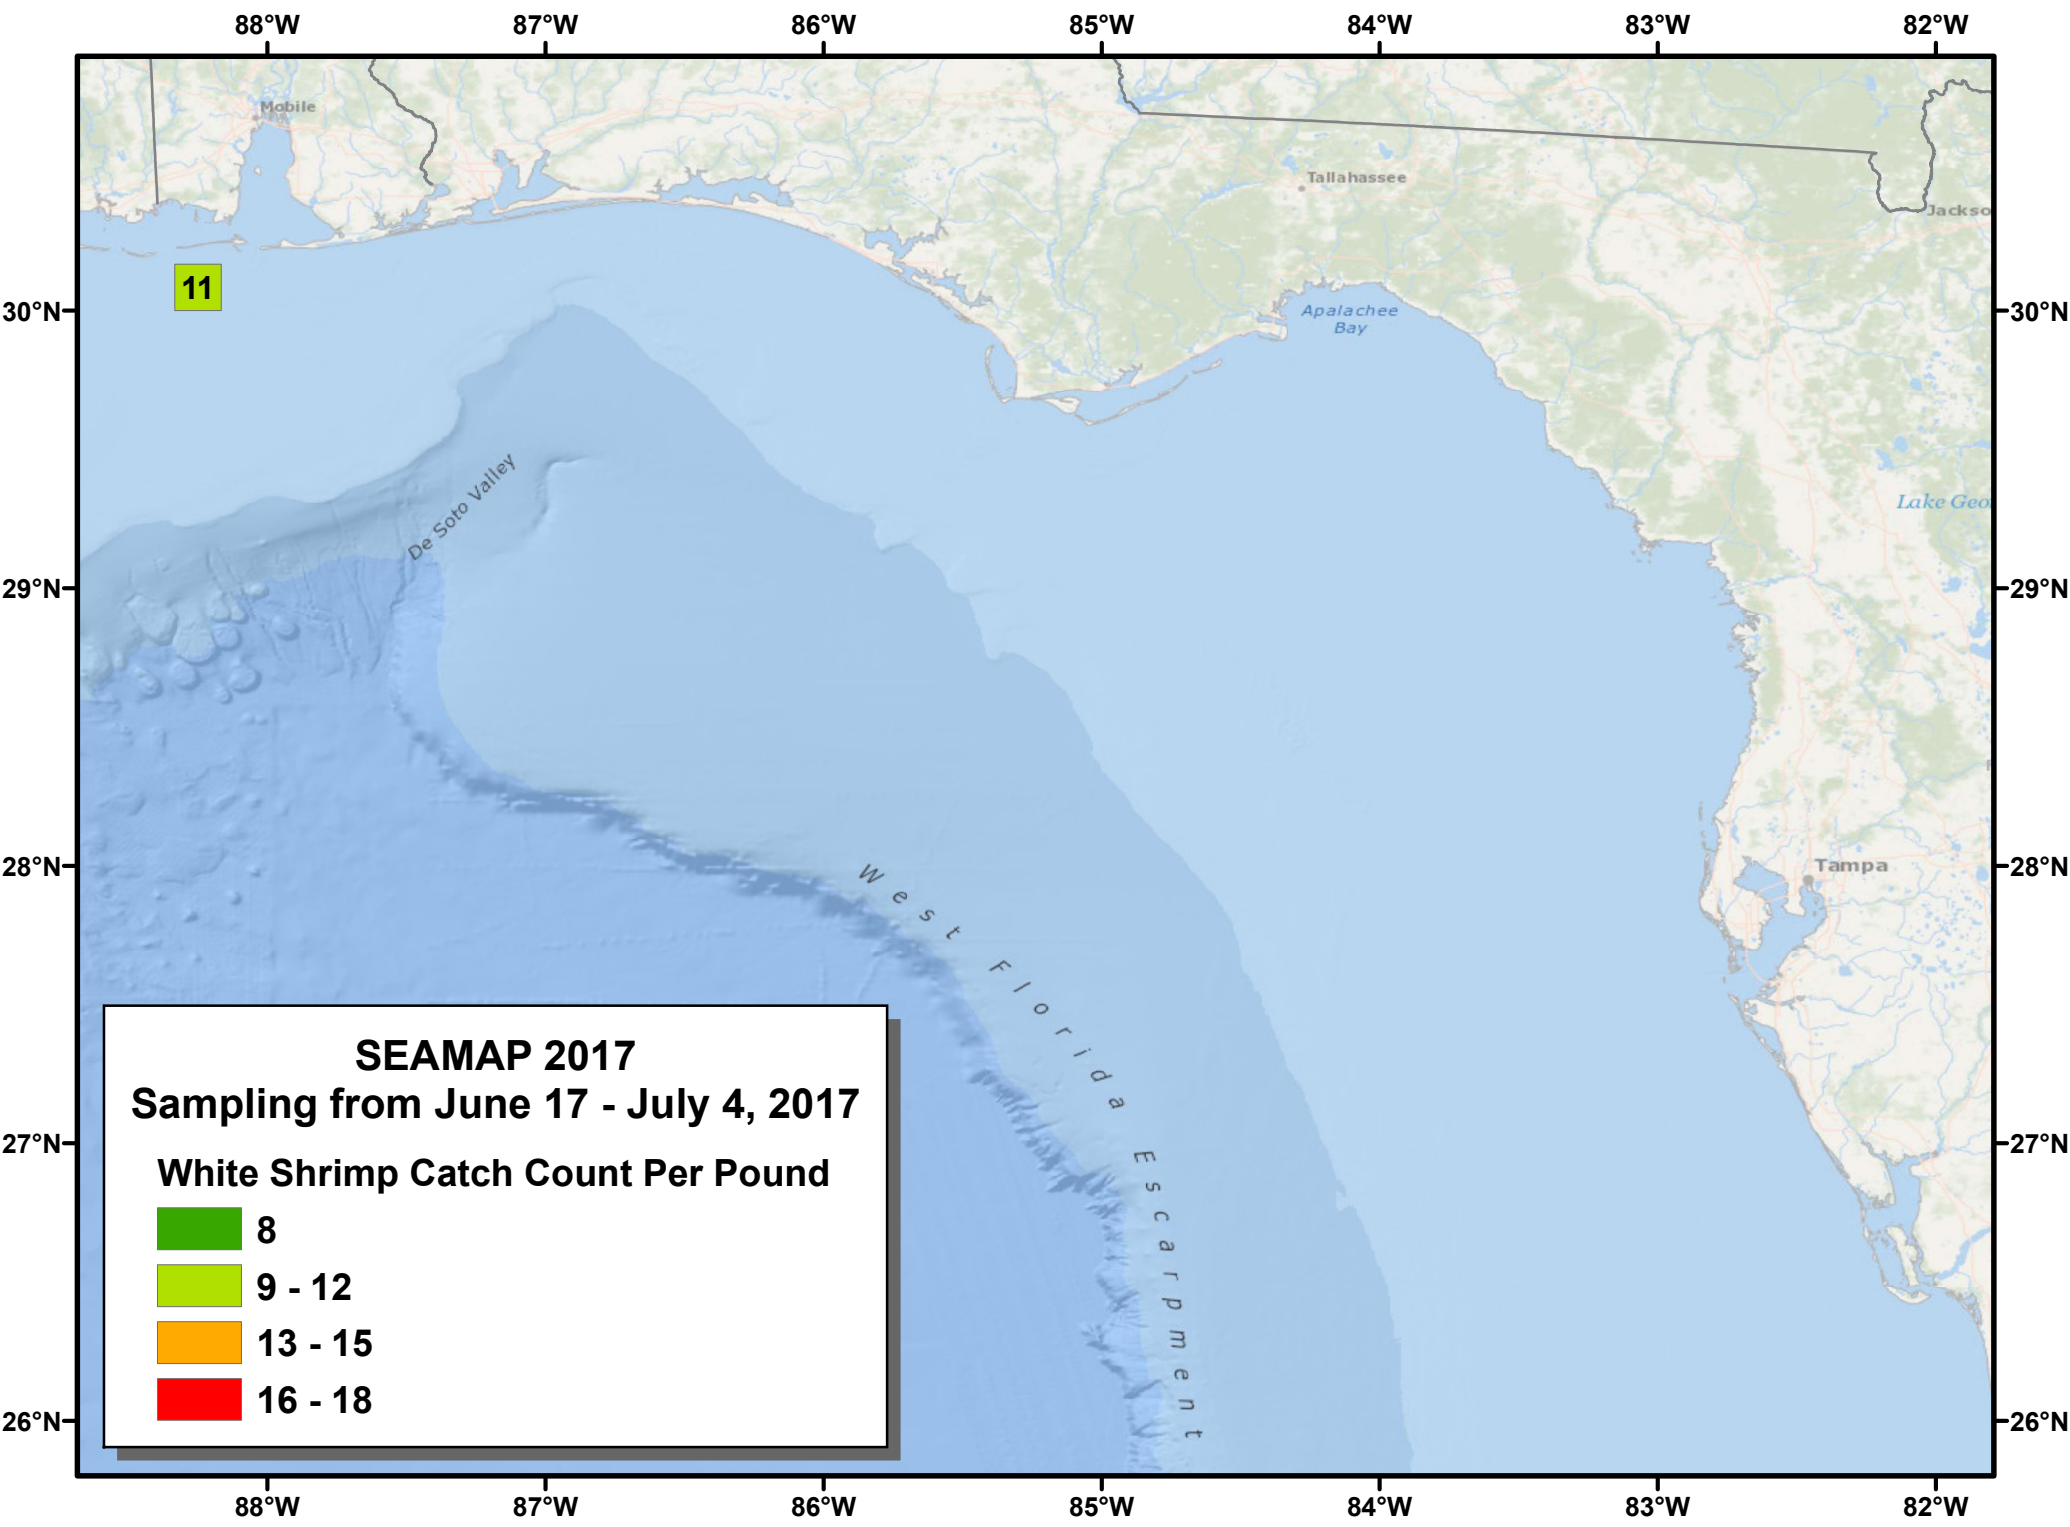 88°W 87°W 86°W 85°W 84°W 83°W 82°W
Mobile
Tallahassee
Jackso
11
30°N 30°N
Apalachee
Bay
De Soto Valley
Lake Geo
29°N 29°N
28°N 28°N
Tampa
West Florida Escarpment
SEAMAP 2017
Sampling from June 17 - July 4, 2017
27°N 27°N
White Shrimp Catch Count Per Pound
8
9 - 12
13 - 15
16 - 18
26°N 26°N
88°W 87°W 86°W 85°W 84°W 83°W 82°W